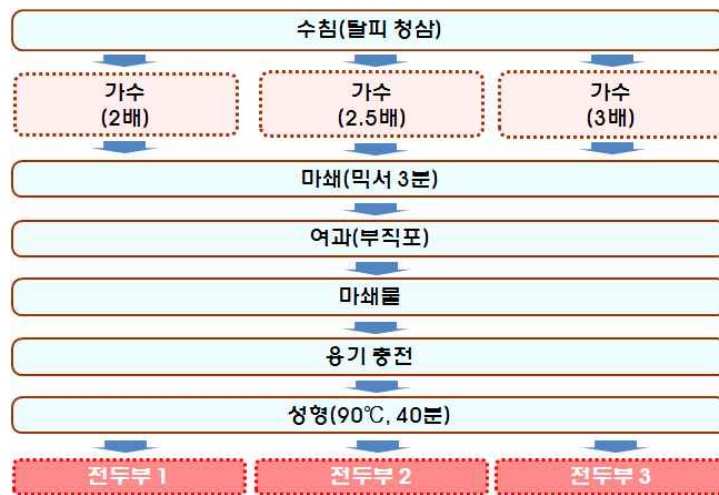 수침(탈피 청삼)
가수
(2배)
가수
(2.5배)
가수
(3배)
마쇄(믹서 3분)
여과(부직포)
마쇄물
용기 충전
성형(90℃, 40분)
전두부 1
전두부 2
전두부 3